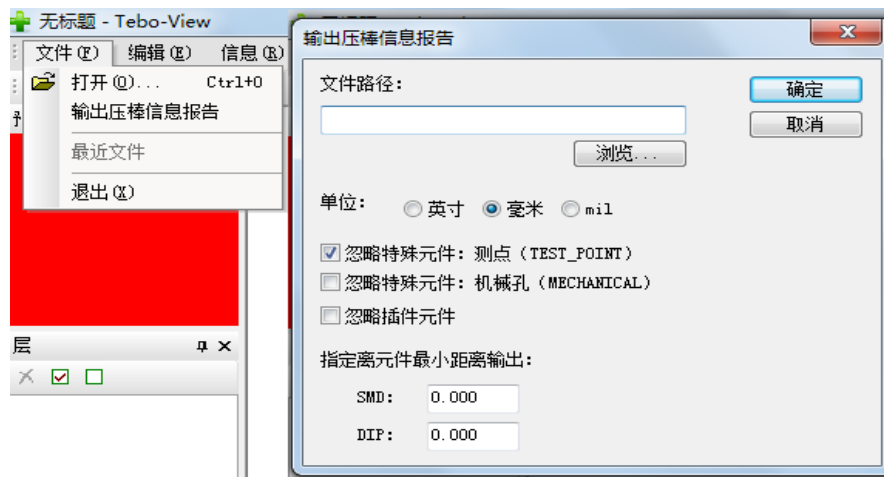 无标题 - Tebo-View
文件(F) 编辑(E) 信息(R)
打开(O)... Ctrl+O
输出压棒信息报告
最近文件
退出(X)
层
输出压棒信息报告
文件路径:
确定
取消
浏览...
单位: 英寸 毫米 mil
忽略特殊元件: 测点 (TEST_POINT)
忽略特殊元件: 机械孔 (MECHANICAL)
忽略插件元件
指定离元件最小距离输出:
SMD: 0.000
DIP: 0.000